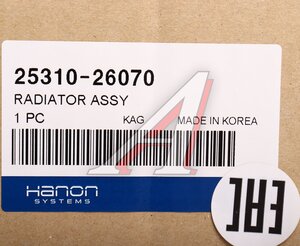 25310-26070
RADIATOR ASSY
1 PC KAG MADE IN KOREA
hanon
SYSTEMS
EAC